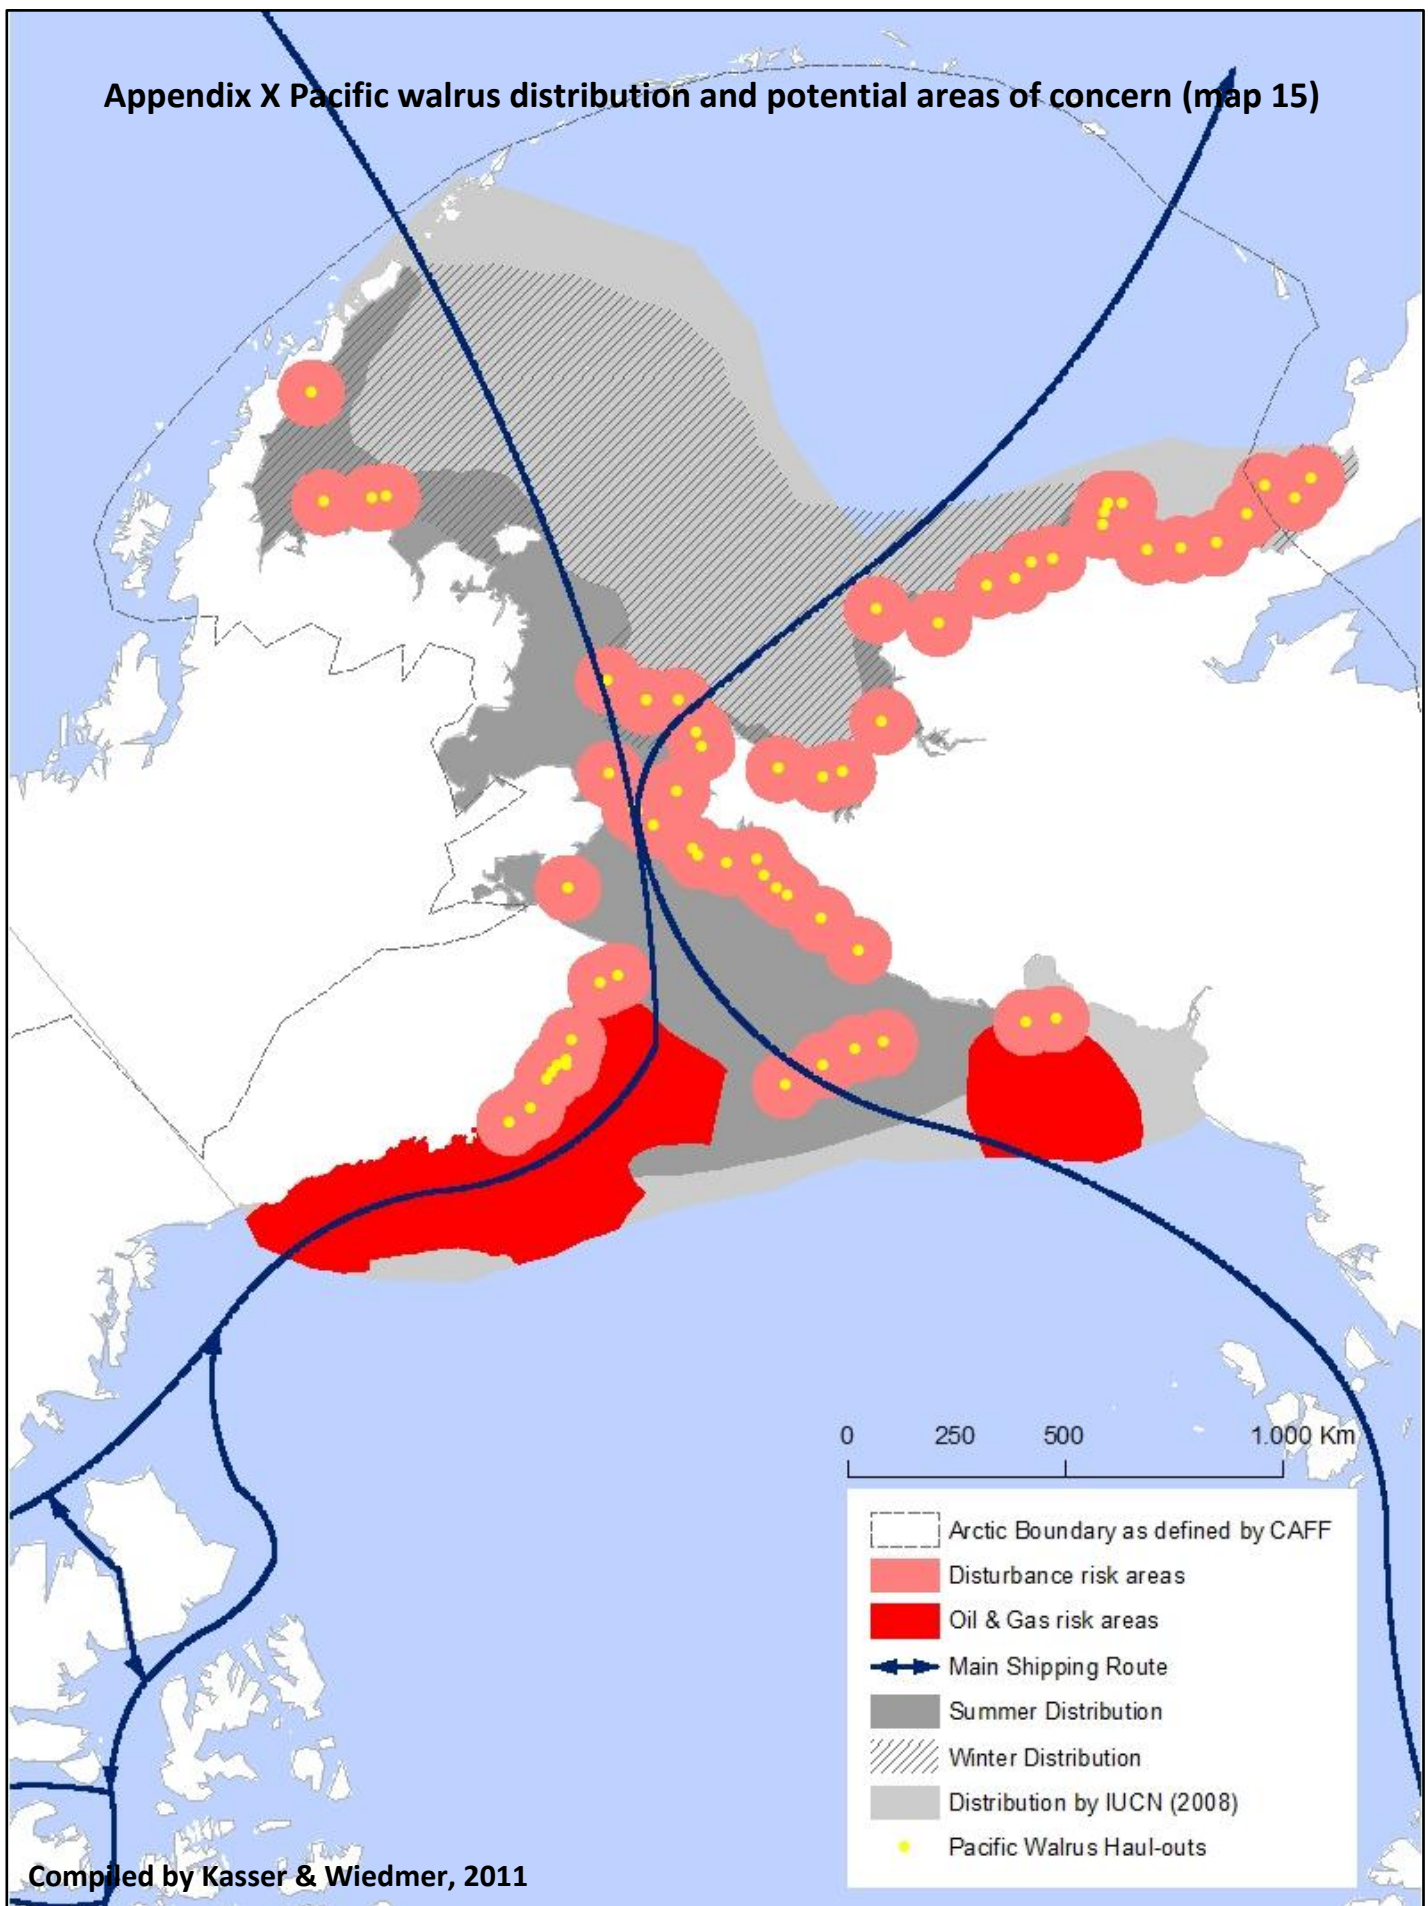 Appendix X Pacific walrus distribution and potential areas of concern (map 15)
0 250 500 1.000 Km
Arctic Boundary as defined by CAFF
Disturbance risk areas
Oil & Gas risk areas
Main Shipping Route
Summer Distribution
Winter Distribution
Distribution by IUCN (2008)
Pacific Walrus Haul-outs
Compiled by Kasser & Wiedmer, 2011